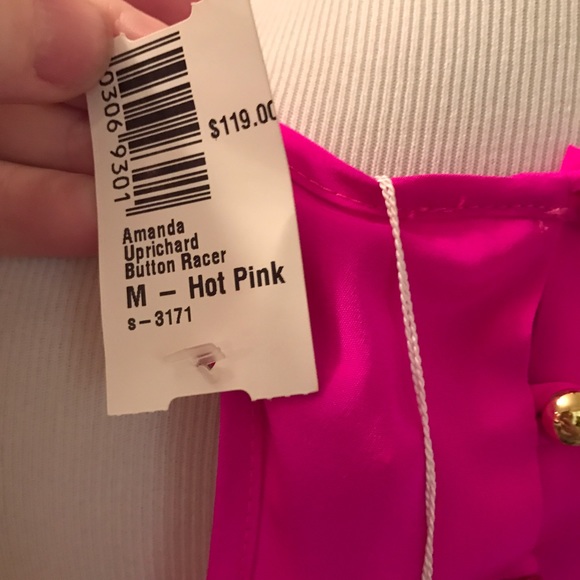 0306 9301
$119.00
Amanda
Uprichard
Button Racer
M – Hot Pink
s-3171